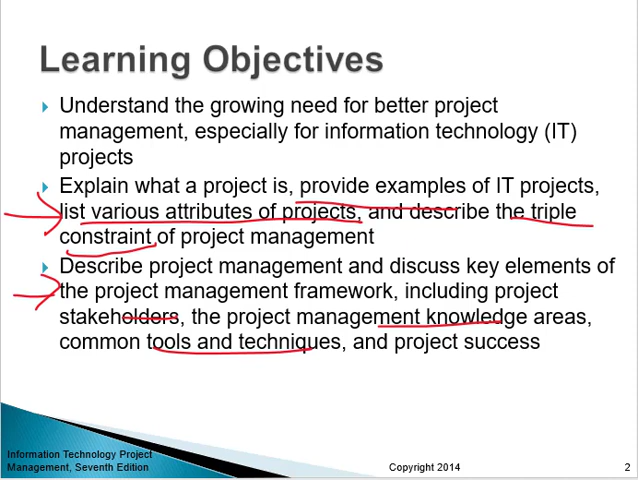 Learning Objectives
Understand the growing need for better project
management, especially for information technology (IT)
projects
Explain what a project is, provide examples of IT projects,
list various attributes of projects, and describe the triple
constraint of project management
Describe project management and discuss key elements of
the project management framework, including project
stakeholders, the project management knowledge areas,
common tools and techniques, and project success
Information Technology Project
Management, Seventh Edition
Copyright 2014
2